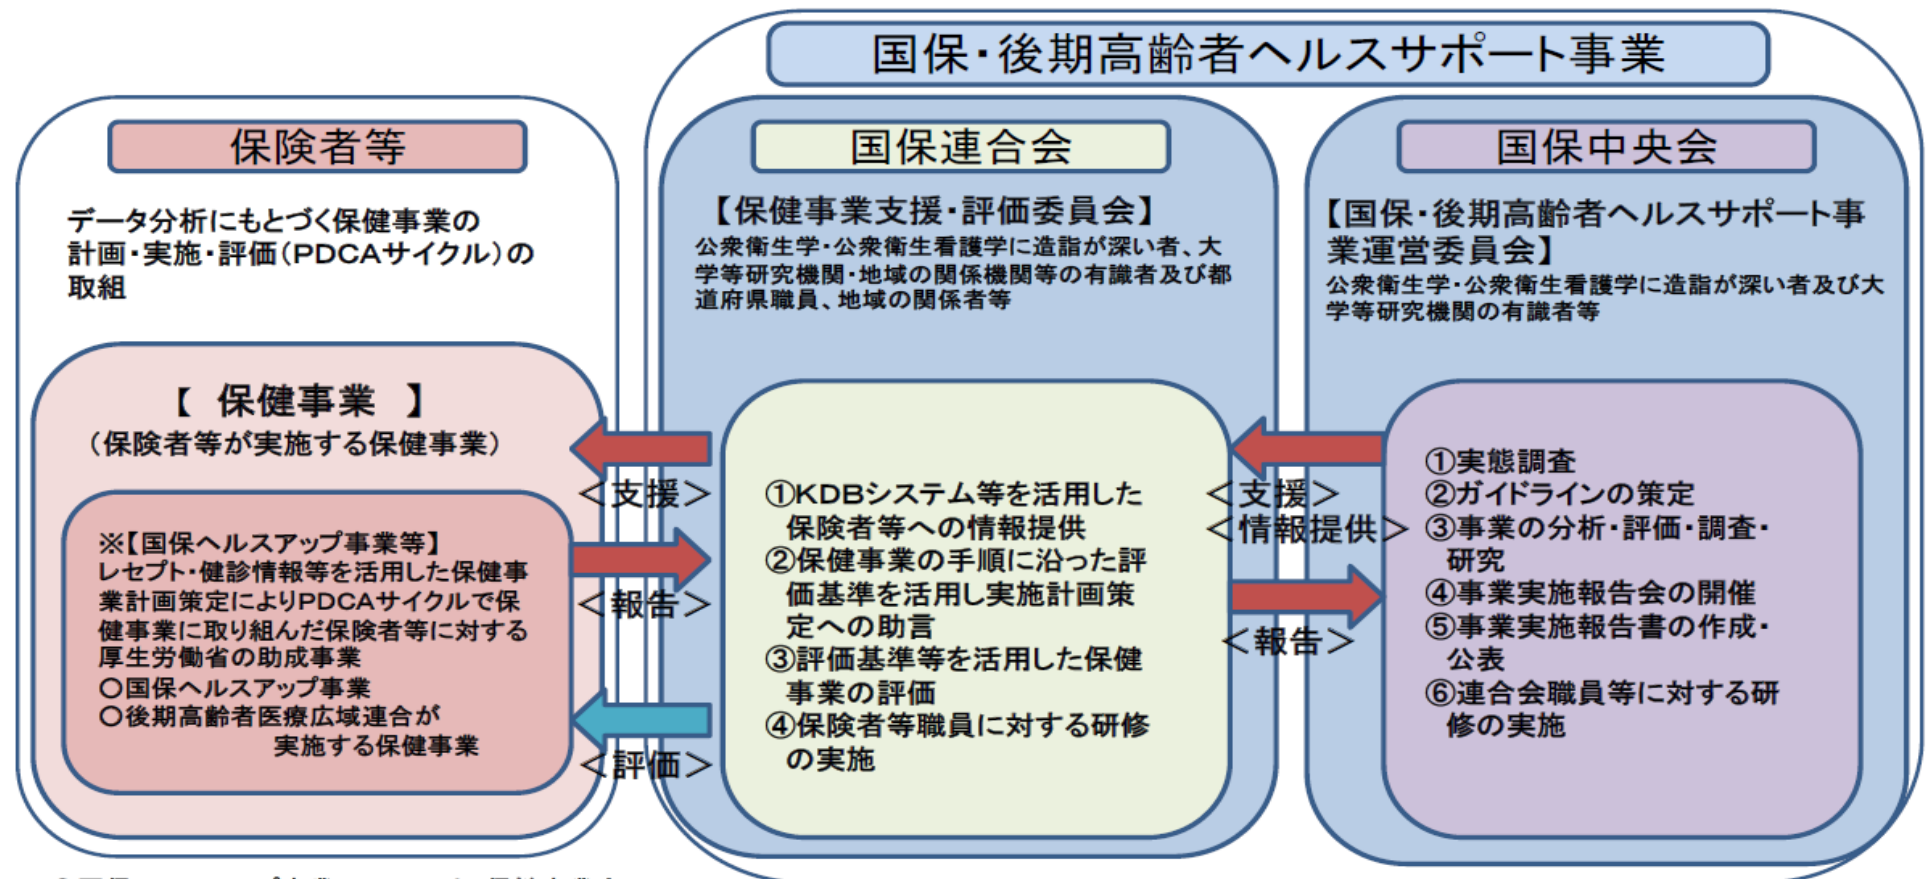 国保・後期高齢者ヘルスサポート事業
保険者等
データ分析にもとづく保健事業の
計画・実施・評価(PDCAサイクル)の
取組
【 保健事業 】
(保険者等が実施する保健事業)
※【国保ヘルスアップ事業等】
レセプト・健診情報等を活用した保健事
業計画策定によりPDCAサイクルで保
健事業に取り組んだ保険者等に対する
厚生労働省の助成事業
○国保ヘルスアップ事業
○後期高齢者医療広域連合が
実施する保健事業
<支援>
<報告>
<評価>
国保連合会
【保健事業支援・評価委員会】
公衆衛生学・公衆衛生看護学に造詣が深い者、大
学等研究機関・地域の関係機関等の有識者及び都
道府県職員、地域の関係者等
①KDBシステム等を活用した
保険者等への情報提供
②保健事業の手順に沿った評
価基準を活用し実施計画策
定への助言
③評価基準等を活用した保健
事業の評価
④保険者等職員に対する研修
の実施
<支援>
<情報提供>
<報告>
国保中央会
【国保・後期高齢者ヘルスサポート事
業運営委員会】
公衆衛生学・公衆衛生看護学に造詣が深い者及び大
学等研究機関の有識者等
①実態調査
②ガイドラインの策定
③事業の分析・評価・調査・
研究
④事業実施報告会の開催
⑤事業実施報告書の作成・
公表
⑥連合会職員等に対する研
修の実施